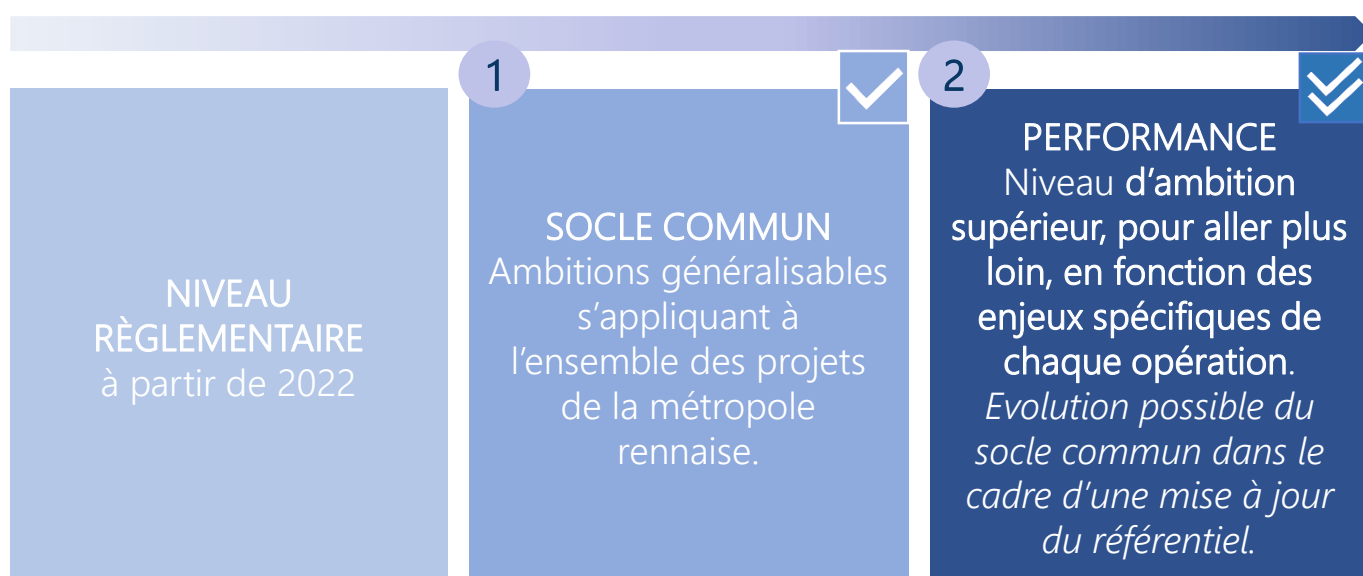 NIVEAU
RÈGLEMENTAIRE
à partir de 2022
1
SOCLE COMMUN
Ambitions généralisables
s’appliquant à
l’ensemble des projets
de la métropole
rennaise.
2
PERFORMANCE
Niveau d’ambition
supérieur, pour aller plus
loin, en fonction des
enjeux spécifiques de
chaque opération.
Evolution possible du
socle commun dans le
cadre d’une mise à jour
du référentiel.